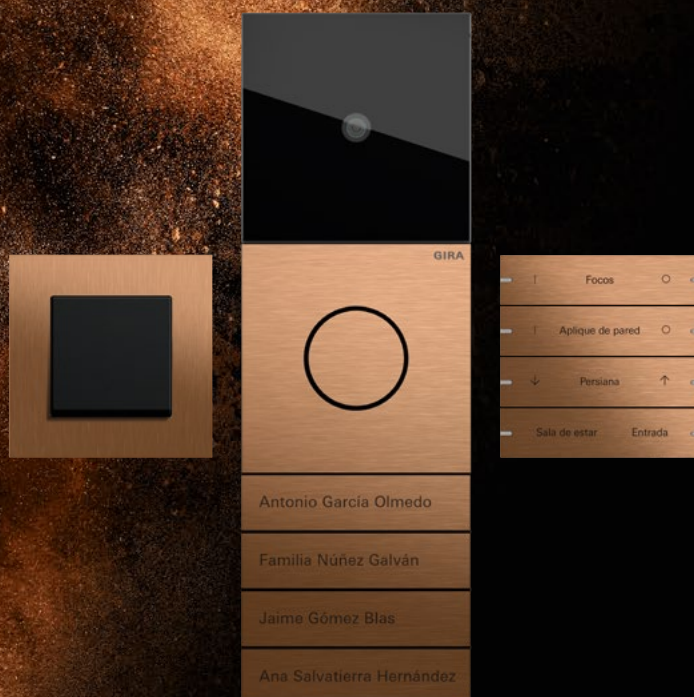 GIRA
Focos
Aplique de pared
Persiana
Sala de estar Entrada
Antonio García Olmedo
Familia Núñez Galván
Jaime Gómez Blas
Ana Salvatierra Hernández